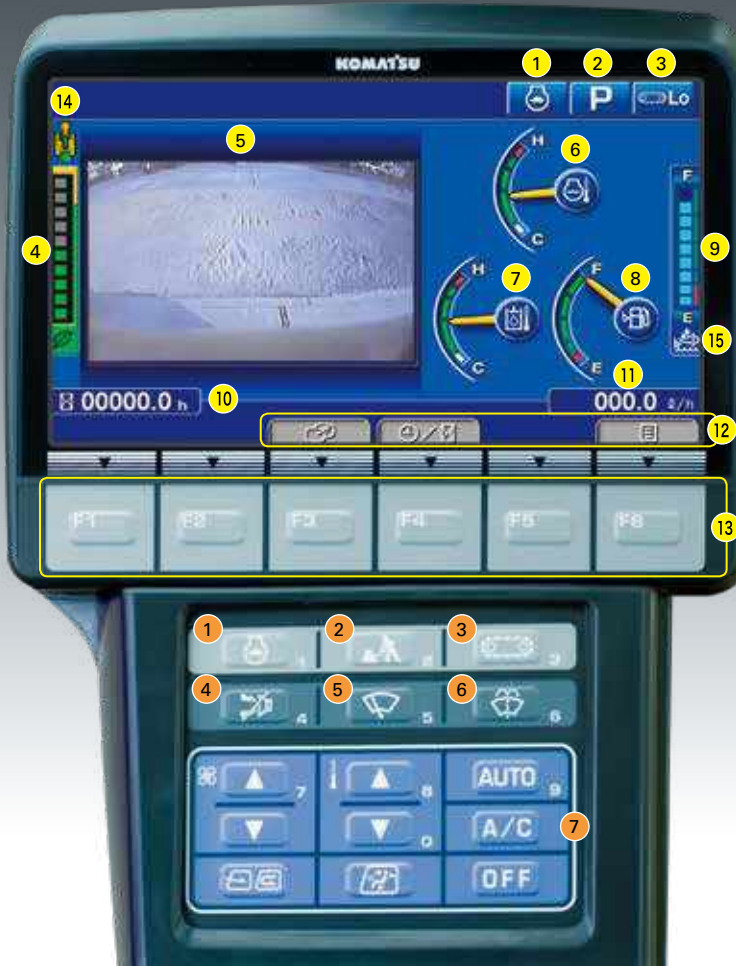 KOMATSU
1 2 3
P Lo
14
5
H
6
F
4
C
9
H F
7 8
E
C E
15
11
00000.0 h 10 000.0 ℓ/h
12
F1 F2 F3 F4 F5 F6
13
1 2 3
1 2 3
4 5 6
4 5 6
7 8 AUTO 9
0 A/C 7
OFF